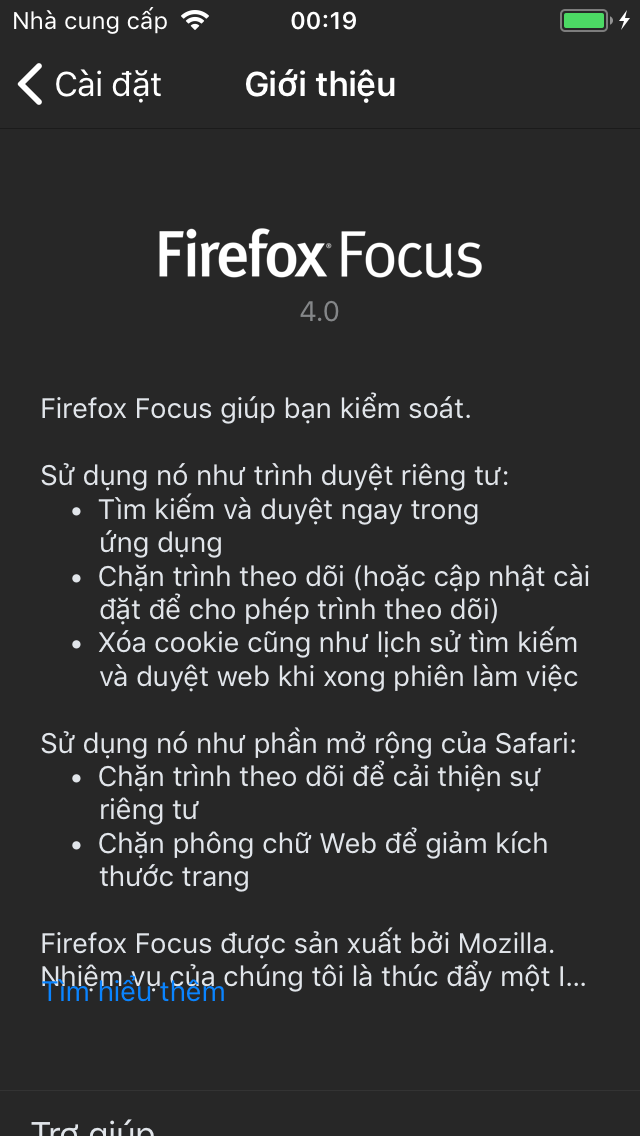 Nhà cung cấp 00:19
Cài đặt Giới thiệu
Firefox Focus
4.0
Firefox Focus giúp bạn kiểm soát.
Sử dụng nó như trình duyệt riêng tư:
• Tìm kiếm và duyệt ngay trong
ứng dụng
• Chặn trình theo dõi (hoặc cập nhật cài
đặt để cho phép trình theo dõi)
• Xóa cookie cũng như lịch sử tìm kiếm
và duyệt web khi xong phiên làm việc
Sử dụng nó như phần mở rộng của Safari:
• Chặn trình theo dõi để cải thiện sự
riêng tư
• Chặn phông chữ Web để giảm kích
thước trang
Firefox Focus được sản xuất bởi Mozilla.
Nhiệm vụ của chúng tôi là thúc đẩy một I...
Tìm hiểu thêm
Trợ giúp